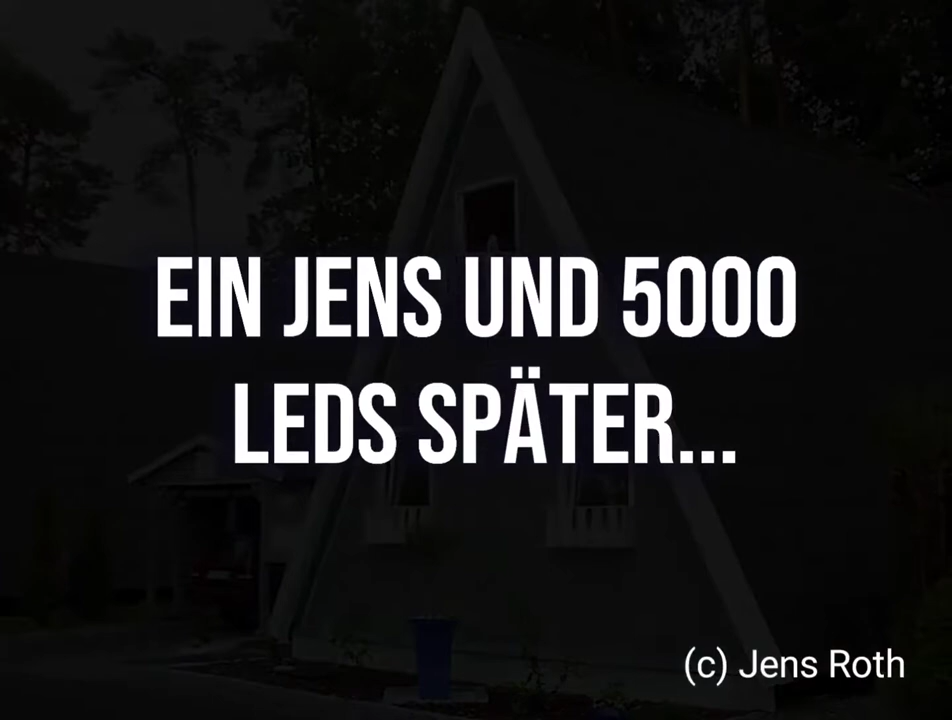 EIN JENS UND 5000
LEDS SPÄTER...
(c) Jens Roth